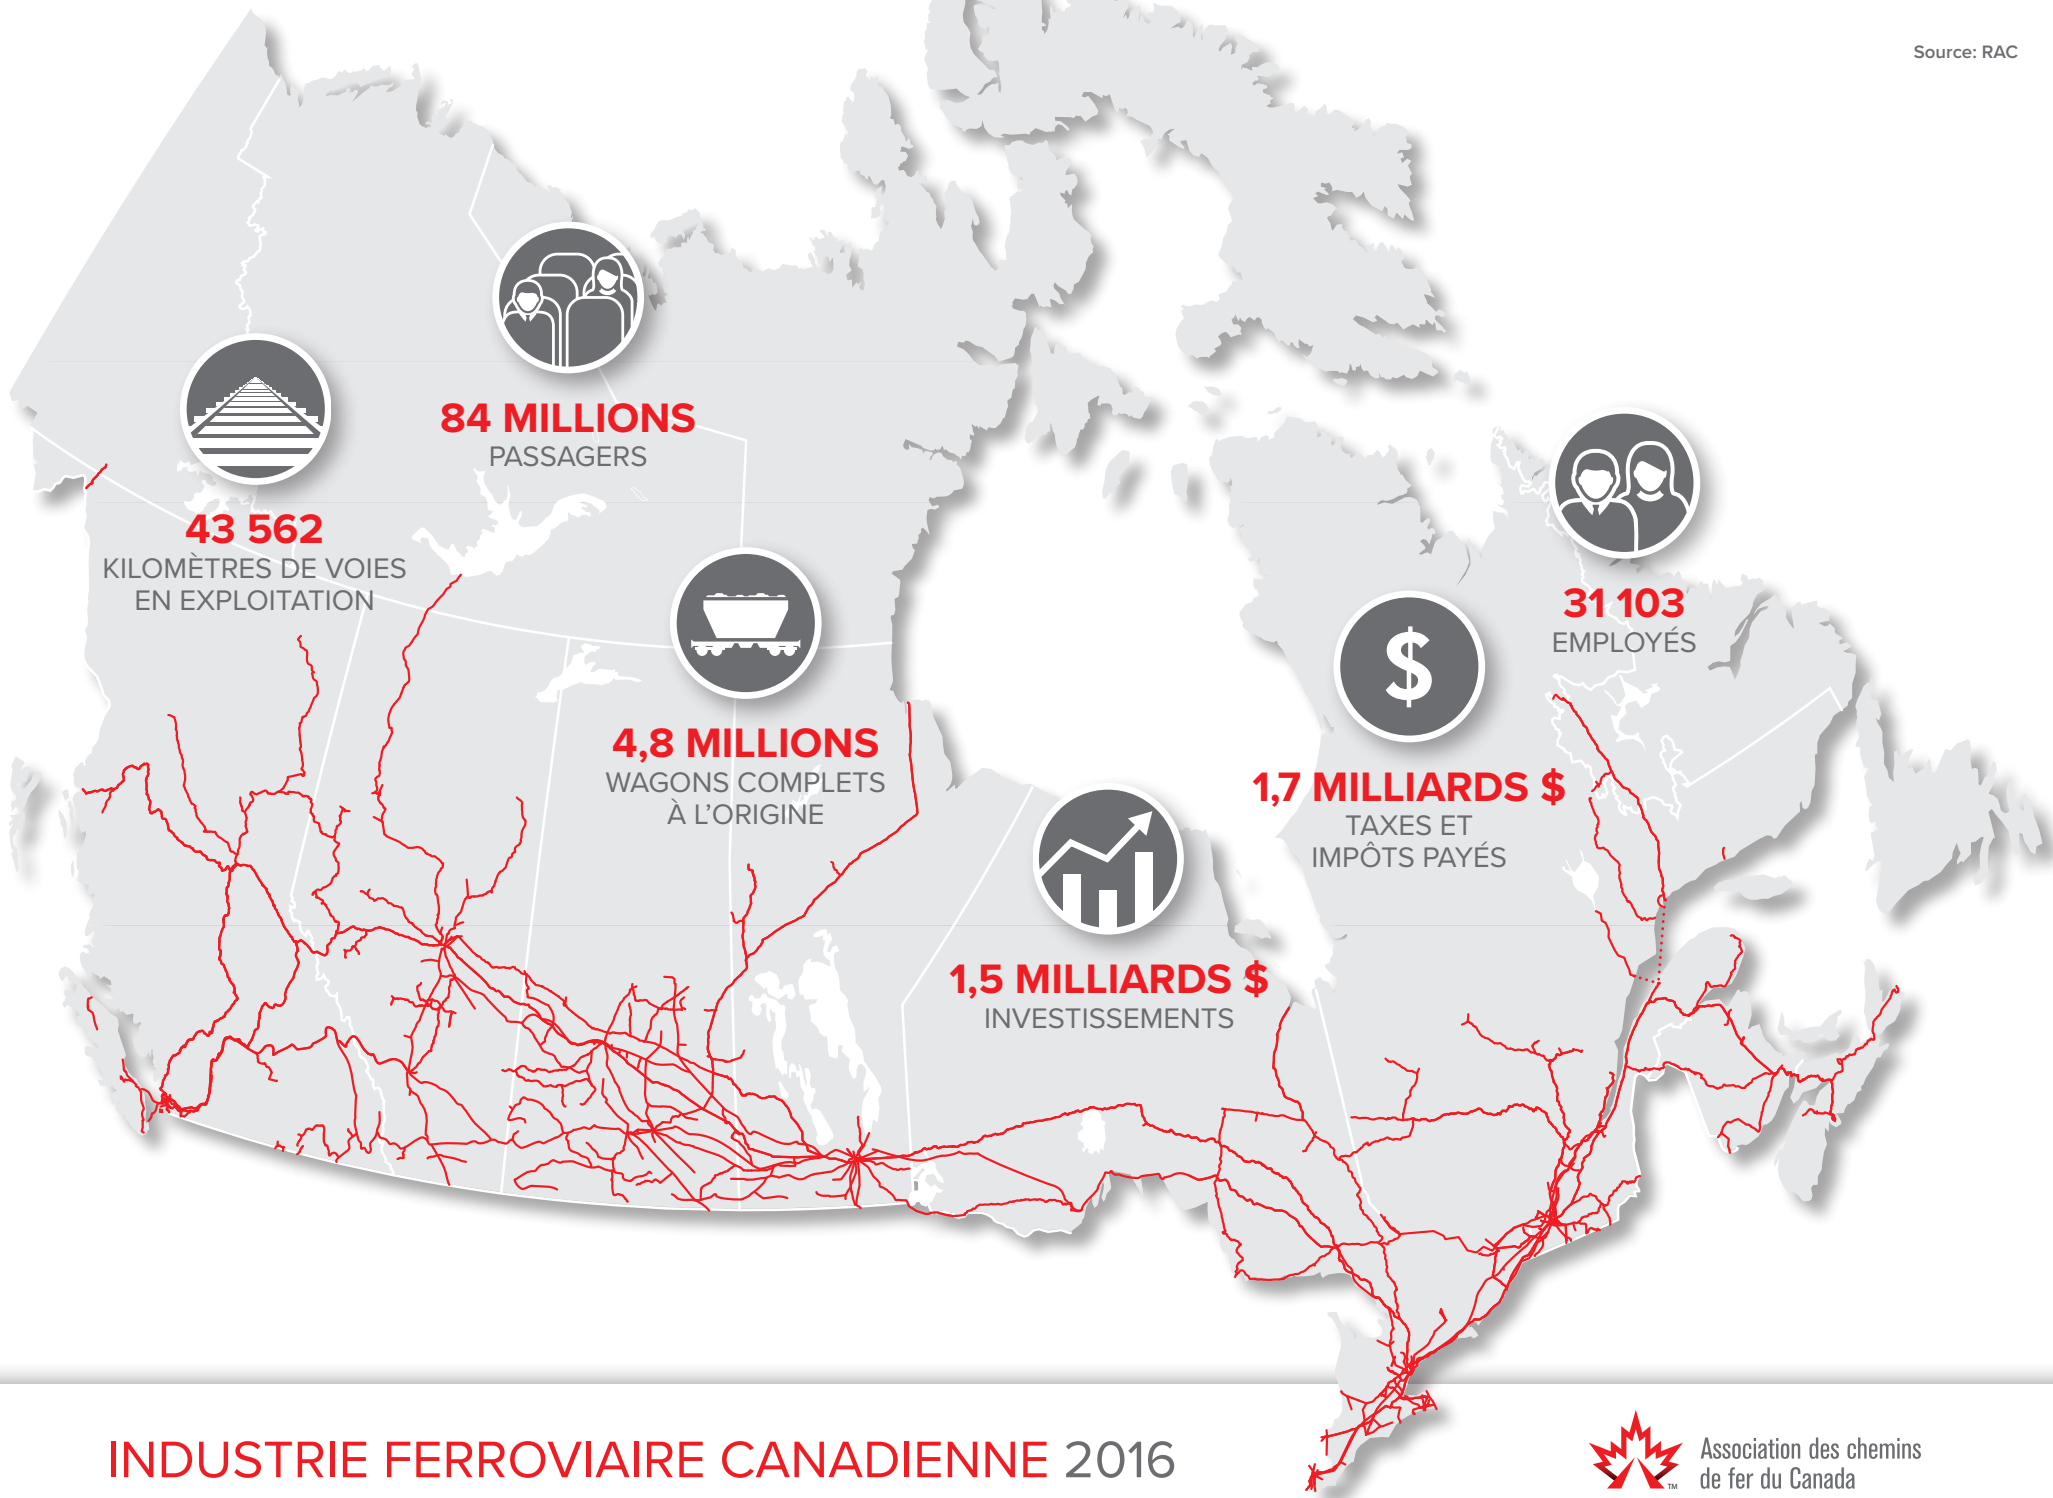 Source: RAC
84 MILLIONS
PASSAGERS
43 562
KILOMÈTRES DE VOIES
EN EXPLOITATION
4,8 MILLIONS
WAGONS COMPLETS
À L'ORIGINE
31 103
EMPLOYÉS
$
1,7 MILLIARDS $
TAXES ET
IMPÔTS PAYÉS
1,5 MILLIARDS $
INVESTISSEMENTS
INDUSTRIE FERROVIAIRE CANADIENNE 2016
Association des chemins
de fer du Canada
TM